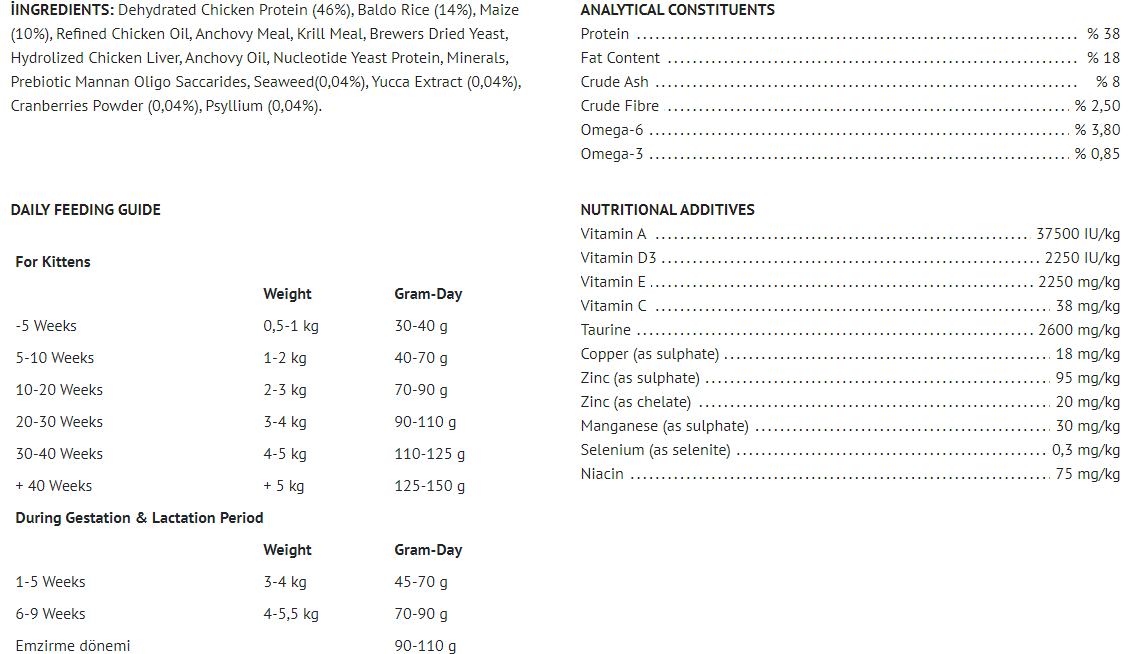 İINGREDIENTS: Dehydrated Chicken Protein (46%), Baldo Rice (14%), Maize
(10%), Refined Chicken Oil, Anchovy Meal, Krill Meal, Brewers Dried Yeast,
Hydrolized Chicken Liver, Anchovy Oil, Nucleotide Yeast Protein, Minerals,
Prebiotic Mannan Oligo Saccarides, Seaweed(0,04%), Yucca Extract (0,04%),
Cranberries Powder (0,04%), Psyllium (0,04%).
ANALYTICAL CONSTITUENTS
Protein % 38
Fat Content % 18
Crude Ash % 8
Crude Fibre % 2,50
Omega-6 % 3,80
Omega-3 % 0,85
DAILY FEEDING GUIDE
For Kittens
Weight Gram-Day
-5 Weeks 0,5-1 kg 30-40 g
5-10 Weeks 1-2 kg 40-70 g
10-20 Weeks 2-3 kg 70-90 g
20-30 Weeks 3-4 kg 90-110 g
30-40 Weeks 4-5 kg 110-125 g
+ 40 Weeks + 5 kg 125-150 g
During Gestation & Lactation Period
Weight Gram-Day
1-5 Weeks 3-4 kg 45-70 g
6-9 Weeks 4-5,5 kg 70-90 g
Emzirme dönemi 90-110 g
NUTRITIONAL ADDITIVES
Vitamin A 37500 IU/kg
Vitamin D3 2250 IU/kg
Vitamin E 2250 mg/kg
Vitamin C 38 mg/kg
Taurine 2600 mg/kg
Copper (as sulphate) 18 mg/kg
Zinc (as sulphate) 95 mg/kg
Zinc (as chelate) 20 mg/kg
Manganese (as sulphate) 30 mg/kg
Selenium (as selenite) 0,3 mg/kg
Niacin 75 mg/kg